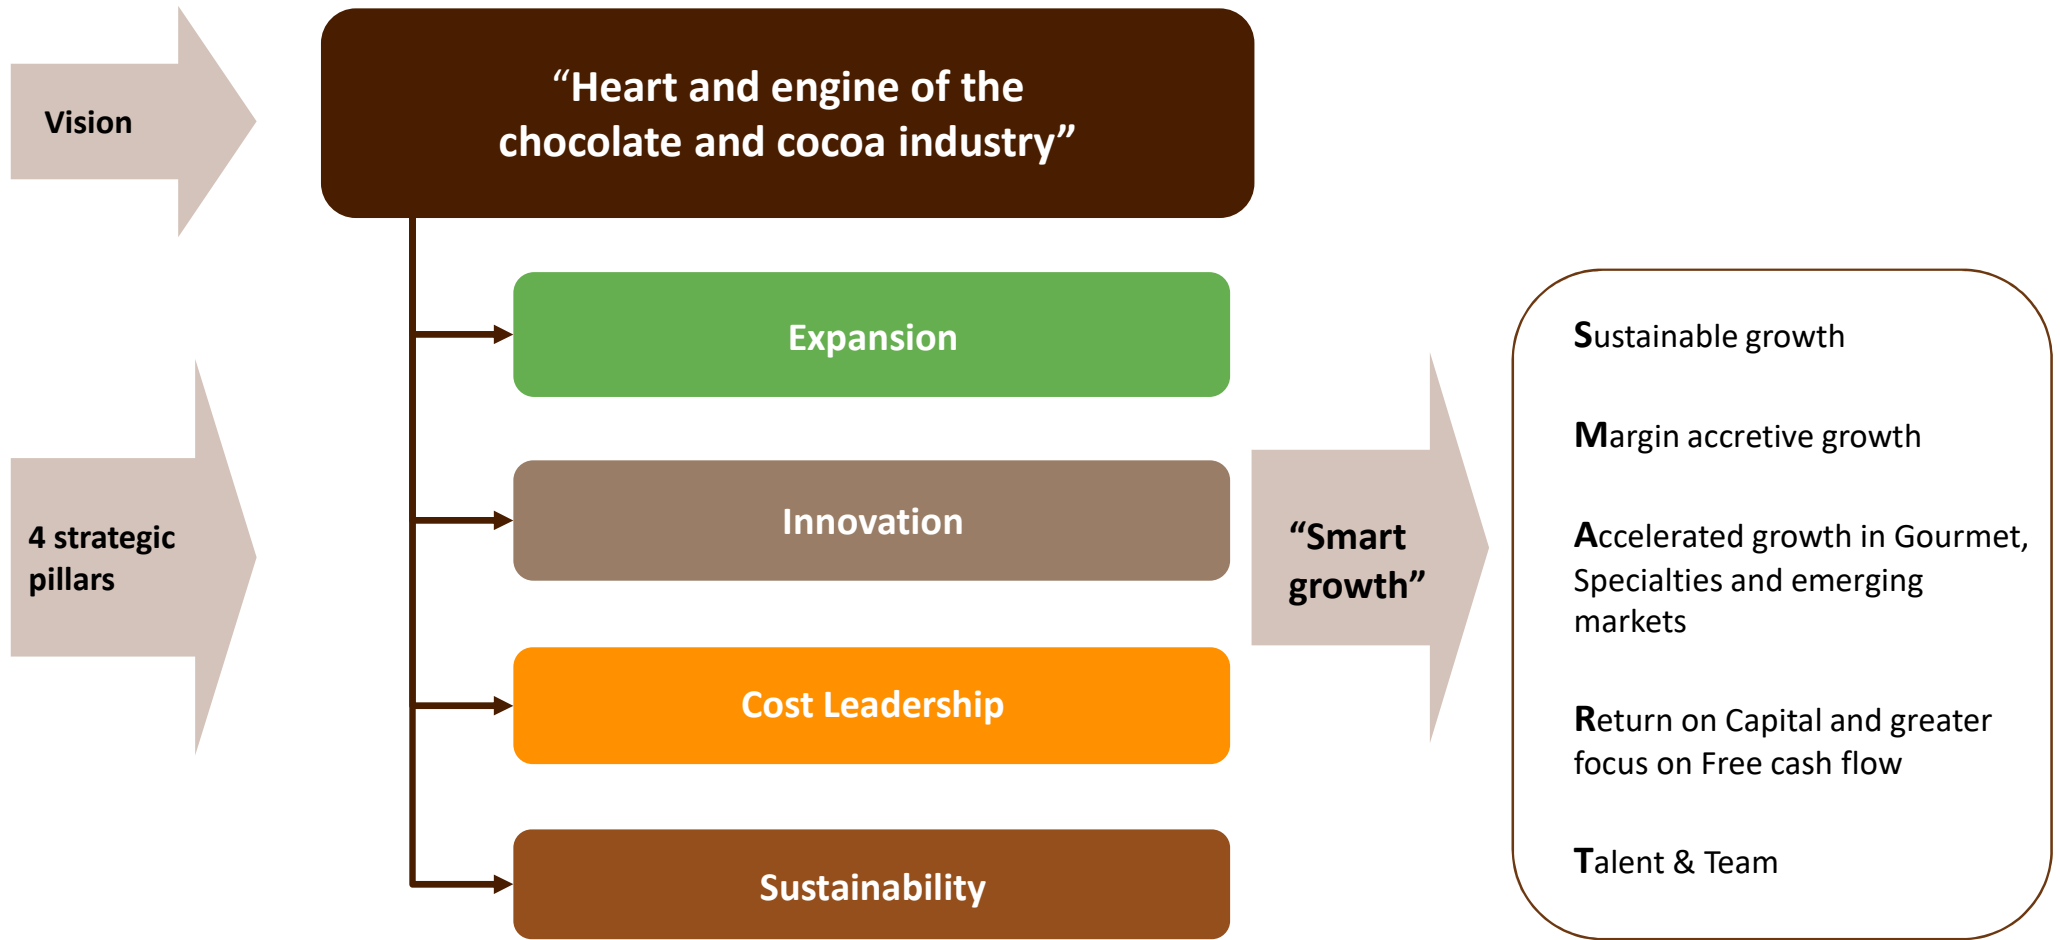 Vision
“Heart and engine of the
chocolate and cocoa industry”
4 strategic
pillars
Expansion
Innovation
Cost Leadership
Sustainability
“Smart
growth”
Sustainable growth
Margin accretive growth
Accelerated growth in Gourmet,
Specialties and emerging
markets
Return on Capital and greater
focus on Free cash flow
Talent & Team